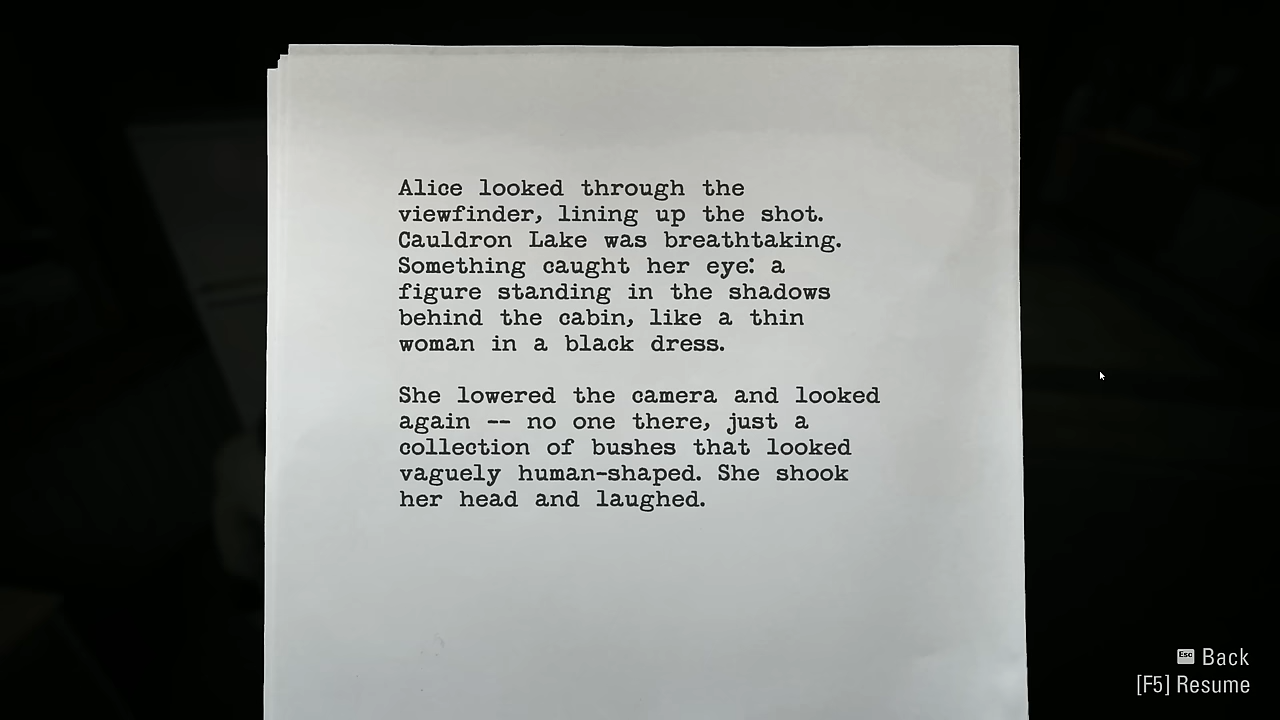 Alice looked through the
viewfinder, lining up the shot.
Cauldron Lake was breathtaking.
Something caught her eye: a
figure standing in the shadows
behind the cabin, like a thin
woman in a black dress.
She lowered the camera and looked
again -- no one there, just a
collection of bushes that looked
vaguely human-shaped. She shook
her head and laughed.
Esc Back
[F5] Resume